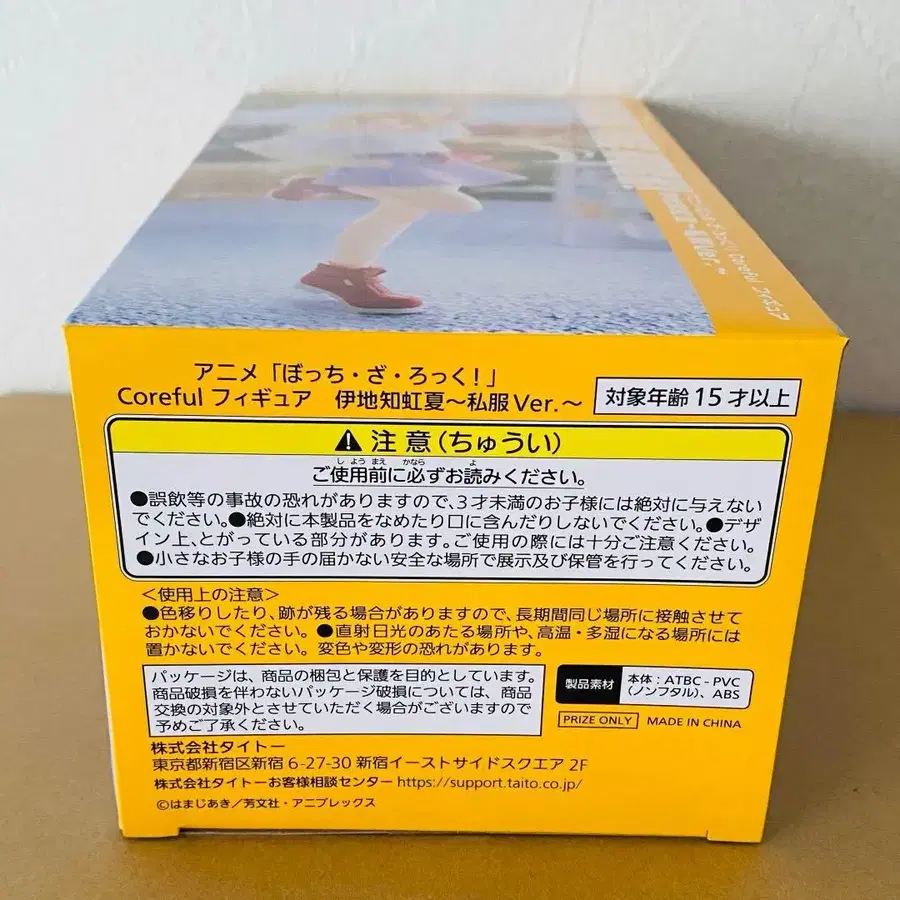 アニメ「ぼっち・ざ・ろっく！」
Coreful フィギュア 伊地知虹夏～私服Ver.～
対象年齢15才以上
注意（ちゅうい）
しようまえ かなら よ
ご使用前に必ずお読みください。
●誤飲等の事故の恐れがありますので、3才未満のお子様には絶対に与えない
でください。●絶対に本製品をなめたり口に含んだりしないでください。●デザ
イン上、とがっている部分があります。ご使用の際には十分ご注意ください。
●小さなお子様の手の届かない安全な場所で展示及び保管を行ってください。
＜使用上の注意＞
●色移りしたり、跡が残る場合がありますので、長期間同じ場所に接触させて
おかないでください。●直射日光のあたる場所や、高温・多湿になる場所には
置かないでください。変色や変形の恐れがあります。
パッケージは、商品の梱包と保護を目的としています。
商品破損を伴わないパッケージ破損については、商品
交換の対象外とさせていただく場合がございますので
予めご了承ください。
製品素材
本体：ATBC-PVC
（ノンフタル）、ABS
PRIZE ONLY
MADE IN CHINA
株式会社タイトー
東京都新宿区新宿 6-27-30 新宿イーストサイドスクエア 2F
株式会社タイトーお客様相談センター https://support.taito.co.jp/
©はまじあき／芳文社・アニプレックス